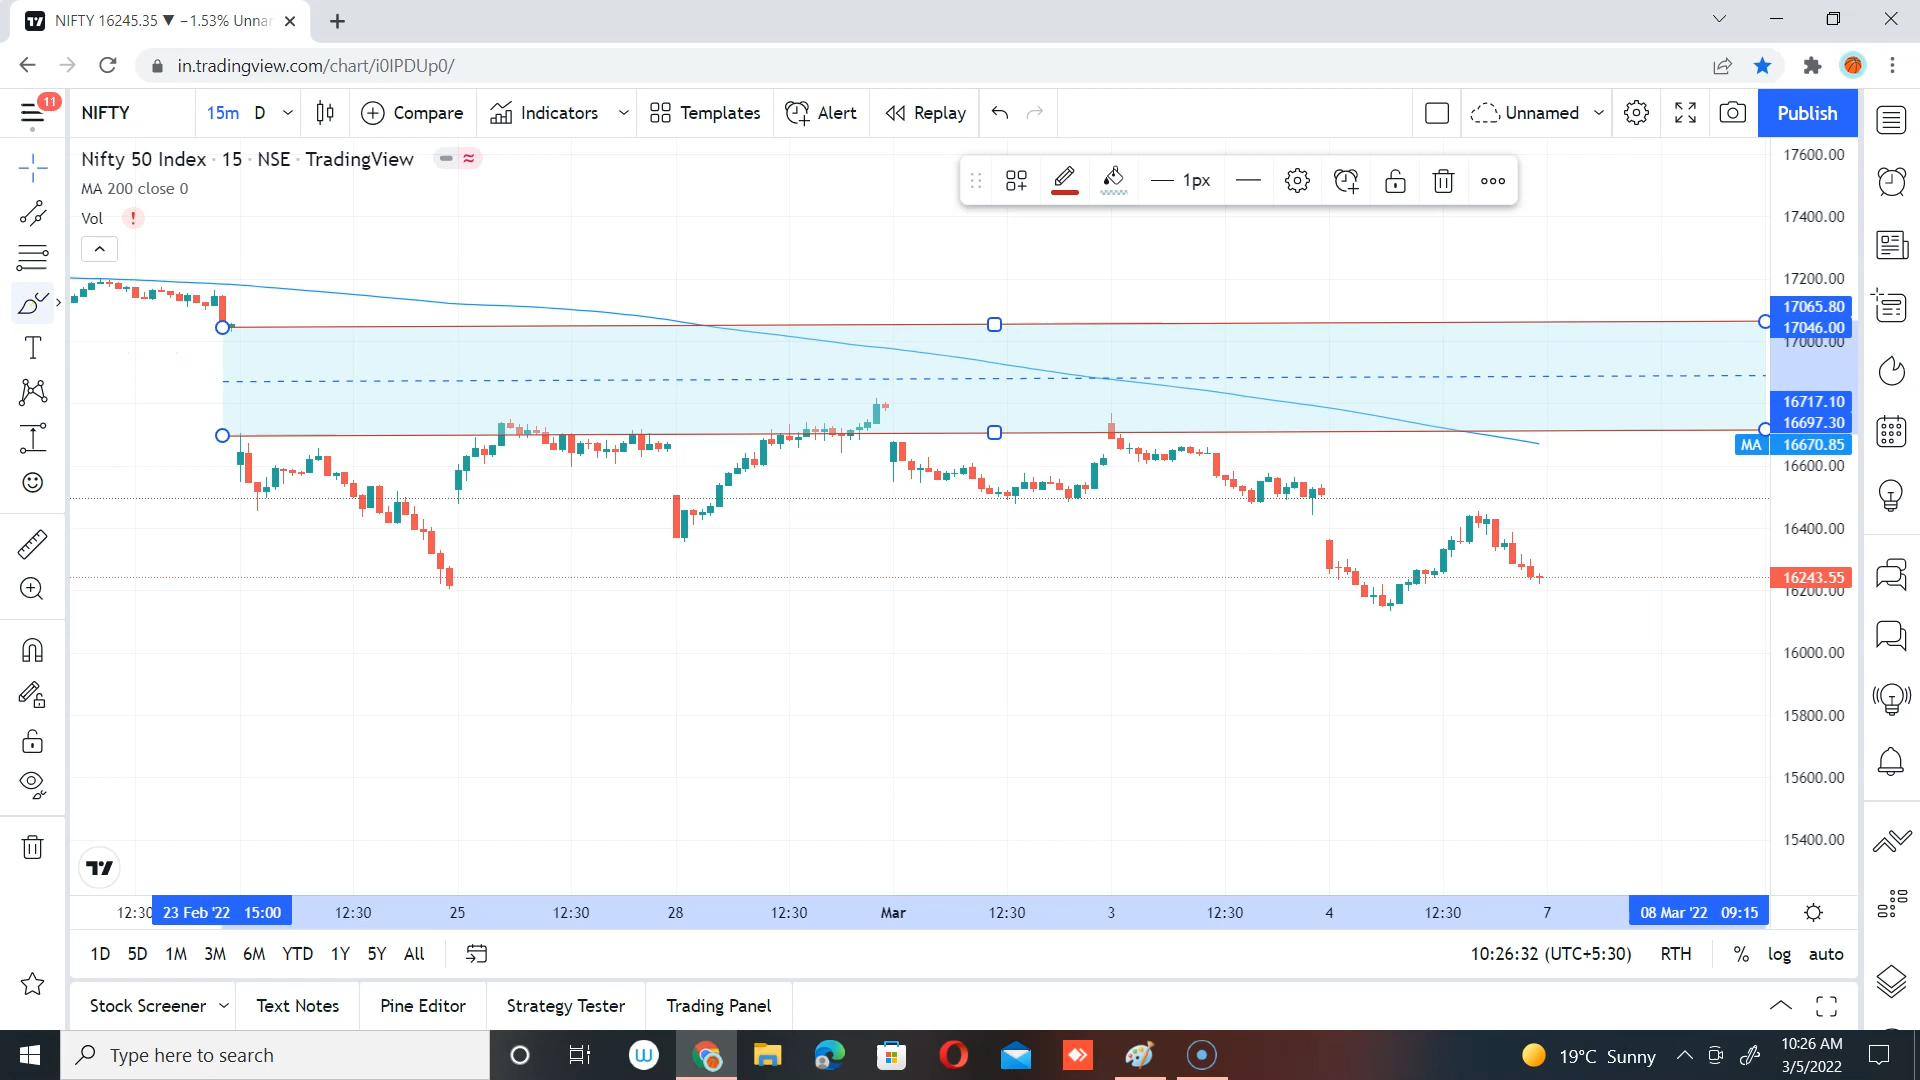 NIFTY 16245.35 ▼ −1.53% Unnar
in.tradingview.com/chart/i0IPDUp0/
11
NIFTY 15m D Compare Indicators Templates Alert Replay Unnamed Publish
Nifty 50 Index · 15 · NSE · TradingView
MA 200 close 0
Vol
1px
17600.00
17400.00
17200.00
17065.80
17046.00
17000.00
16717.10
16697.30
MA 16670.85
16600.00
16400.00
16243.55
16200.00
16000.00
15800.00
15600.00
15400.00
12:30 23 Feb '22 15:00 12:30 25 12:30 28 12:30 Mar 12:30 3 12:30 4 12:30 7 08 Mar '22 09:15
1D 5D 1M 3M 6M YTD 1Y 5Y All 10:26:32 (UTC+5:30) RTH % log auto
Stock Screener Text Notes Pine Editor Strategy Tester Trading Panel
Type here to search 19°C Sunny 10:26 AM
3/5/2022